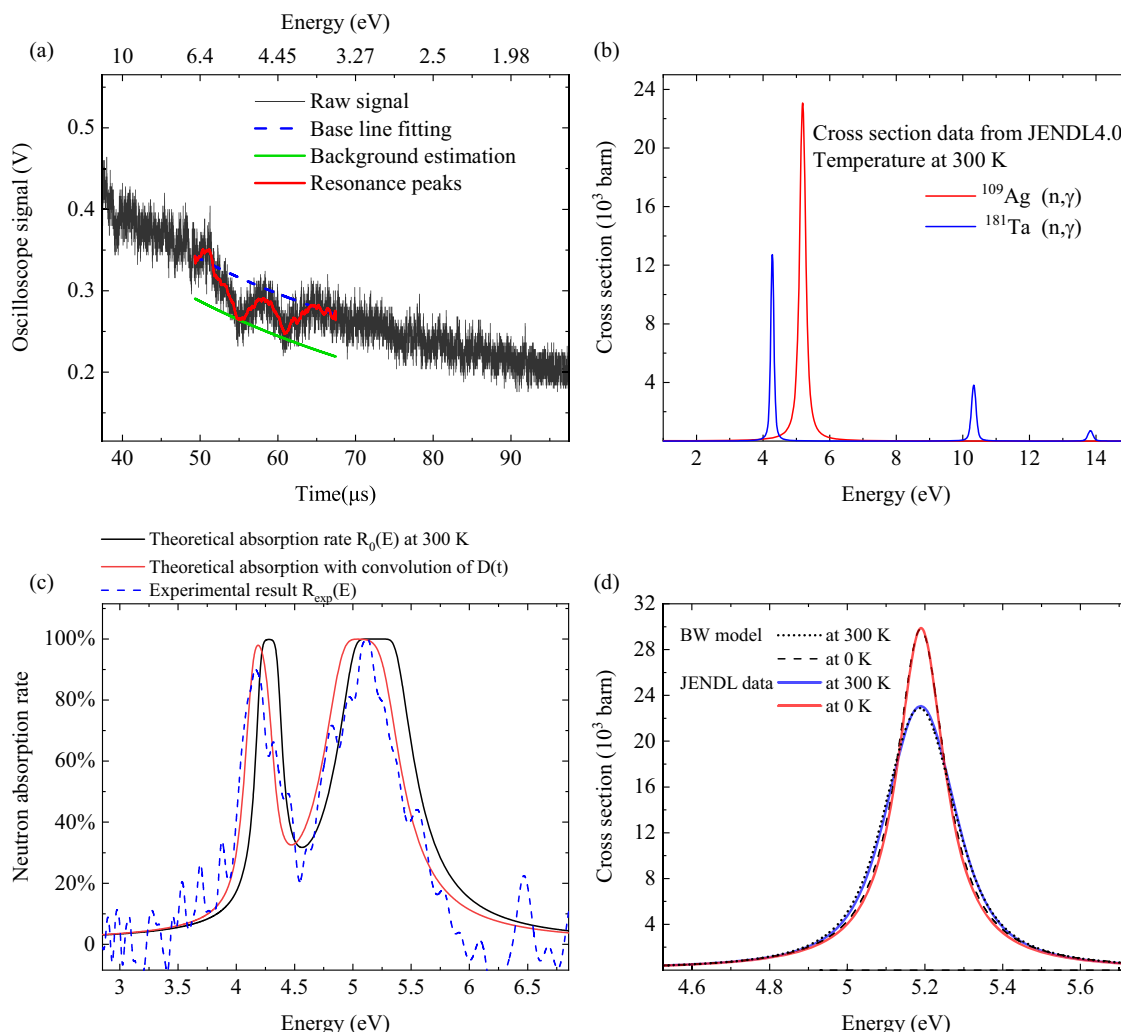 Energy (eV)
(a)
10 6.4 4.45 3.27 2.5 1.98
Raw signal
Base line fitting
Background estimation
Resonance peaks
0.5
0.4
0.3
0.2
Oscilloscope signal (V)
40 50 60 70 80 90
Time(μs)
(b)
24
20
16
12
8
4
Cross section (10³ barn)
Cross section data from JENDL4.0
Temperature at 300 K
¹⁰⁹Ag (n,γ)
¹⁸¹Ta (n,γ)
2 4 6 8 10 12 14
Energy (eV)
Theoretical absorption rate R₀(E) at 300 K
Theoretical absorption with convolution of D(t)
Experimental result Rₑₓₚ(E)
(c)
100%
80%
60%
40%
20%
0
Neutron absorption rate
3 3.5 4 4.5 5 5.5 6 6.5
Energy (eV)
(d)
32
28
24
20
16
12
8
4
Cross section (10³ barn)
BW model at 300 K
at 0 K
JENDL data at 300 K
at 0 K
4.6 4.8 5 5.2 5.4 5.6
Energy (eV)